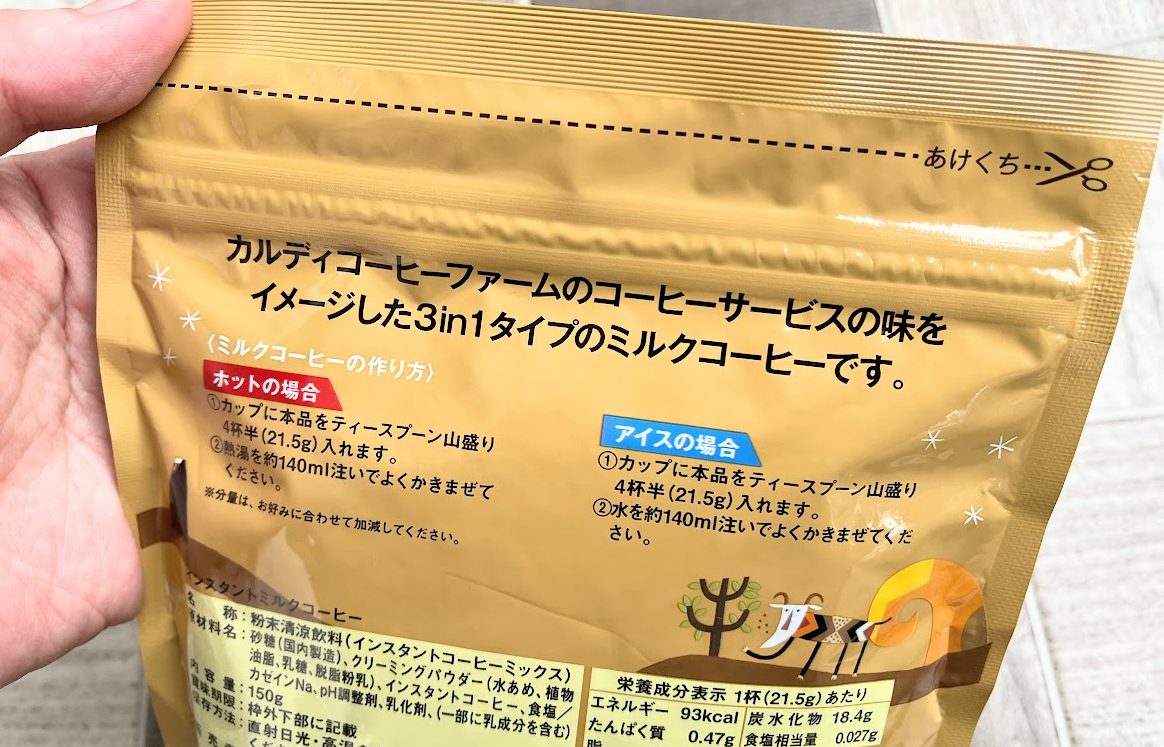 あけくち
カルディコーヒーファームのコーヒーサービスの味を
イメージした3in1タイプのミルクコーヒーです。
〈ミルクコーヒーの作り方〉
ホットの場合
①カップに本品をティースプーン山盛り
4杯半(21.5g)入れます。
②熱湯を約140ml注いでよくかきまぜて
ください。
※分量は、お好みに合わせて加減してください。
アイスの場合
①カップに本品をティースプーン山盛り
4杯半(21.5g)入れます。
②水を約140ml注いでよくかきまぜてくだ
さい。
インスタントミルクコーヒー
名称:粉末清涼飲料(インスタントコーヒーミックス)
原材料名:砂糖(国内製造)、クリーミングパウダー(水あめ、植物
油脂、乳糖、脱脂粉乳)、インスタントコーヒー、食塩/
カゼインNa、pH調整剤、乳化剤、(一部に乳成分を含む)
内容量:150g
賞味期限:枠外下部に記載
保存方法:直射日光・高温
栄養成分表示 1杯(21.5g)あたり
エネルギー 93kcal 炭水化物 18.4g
たんぱく質 0.47g 食塩相当量 0.027g